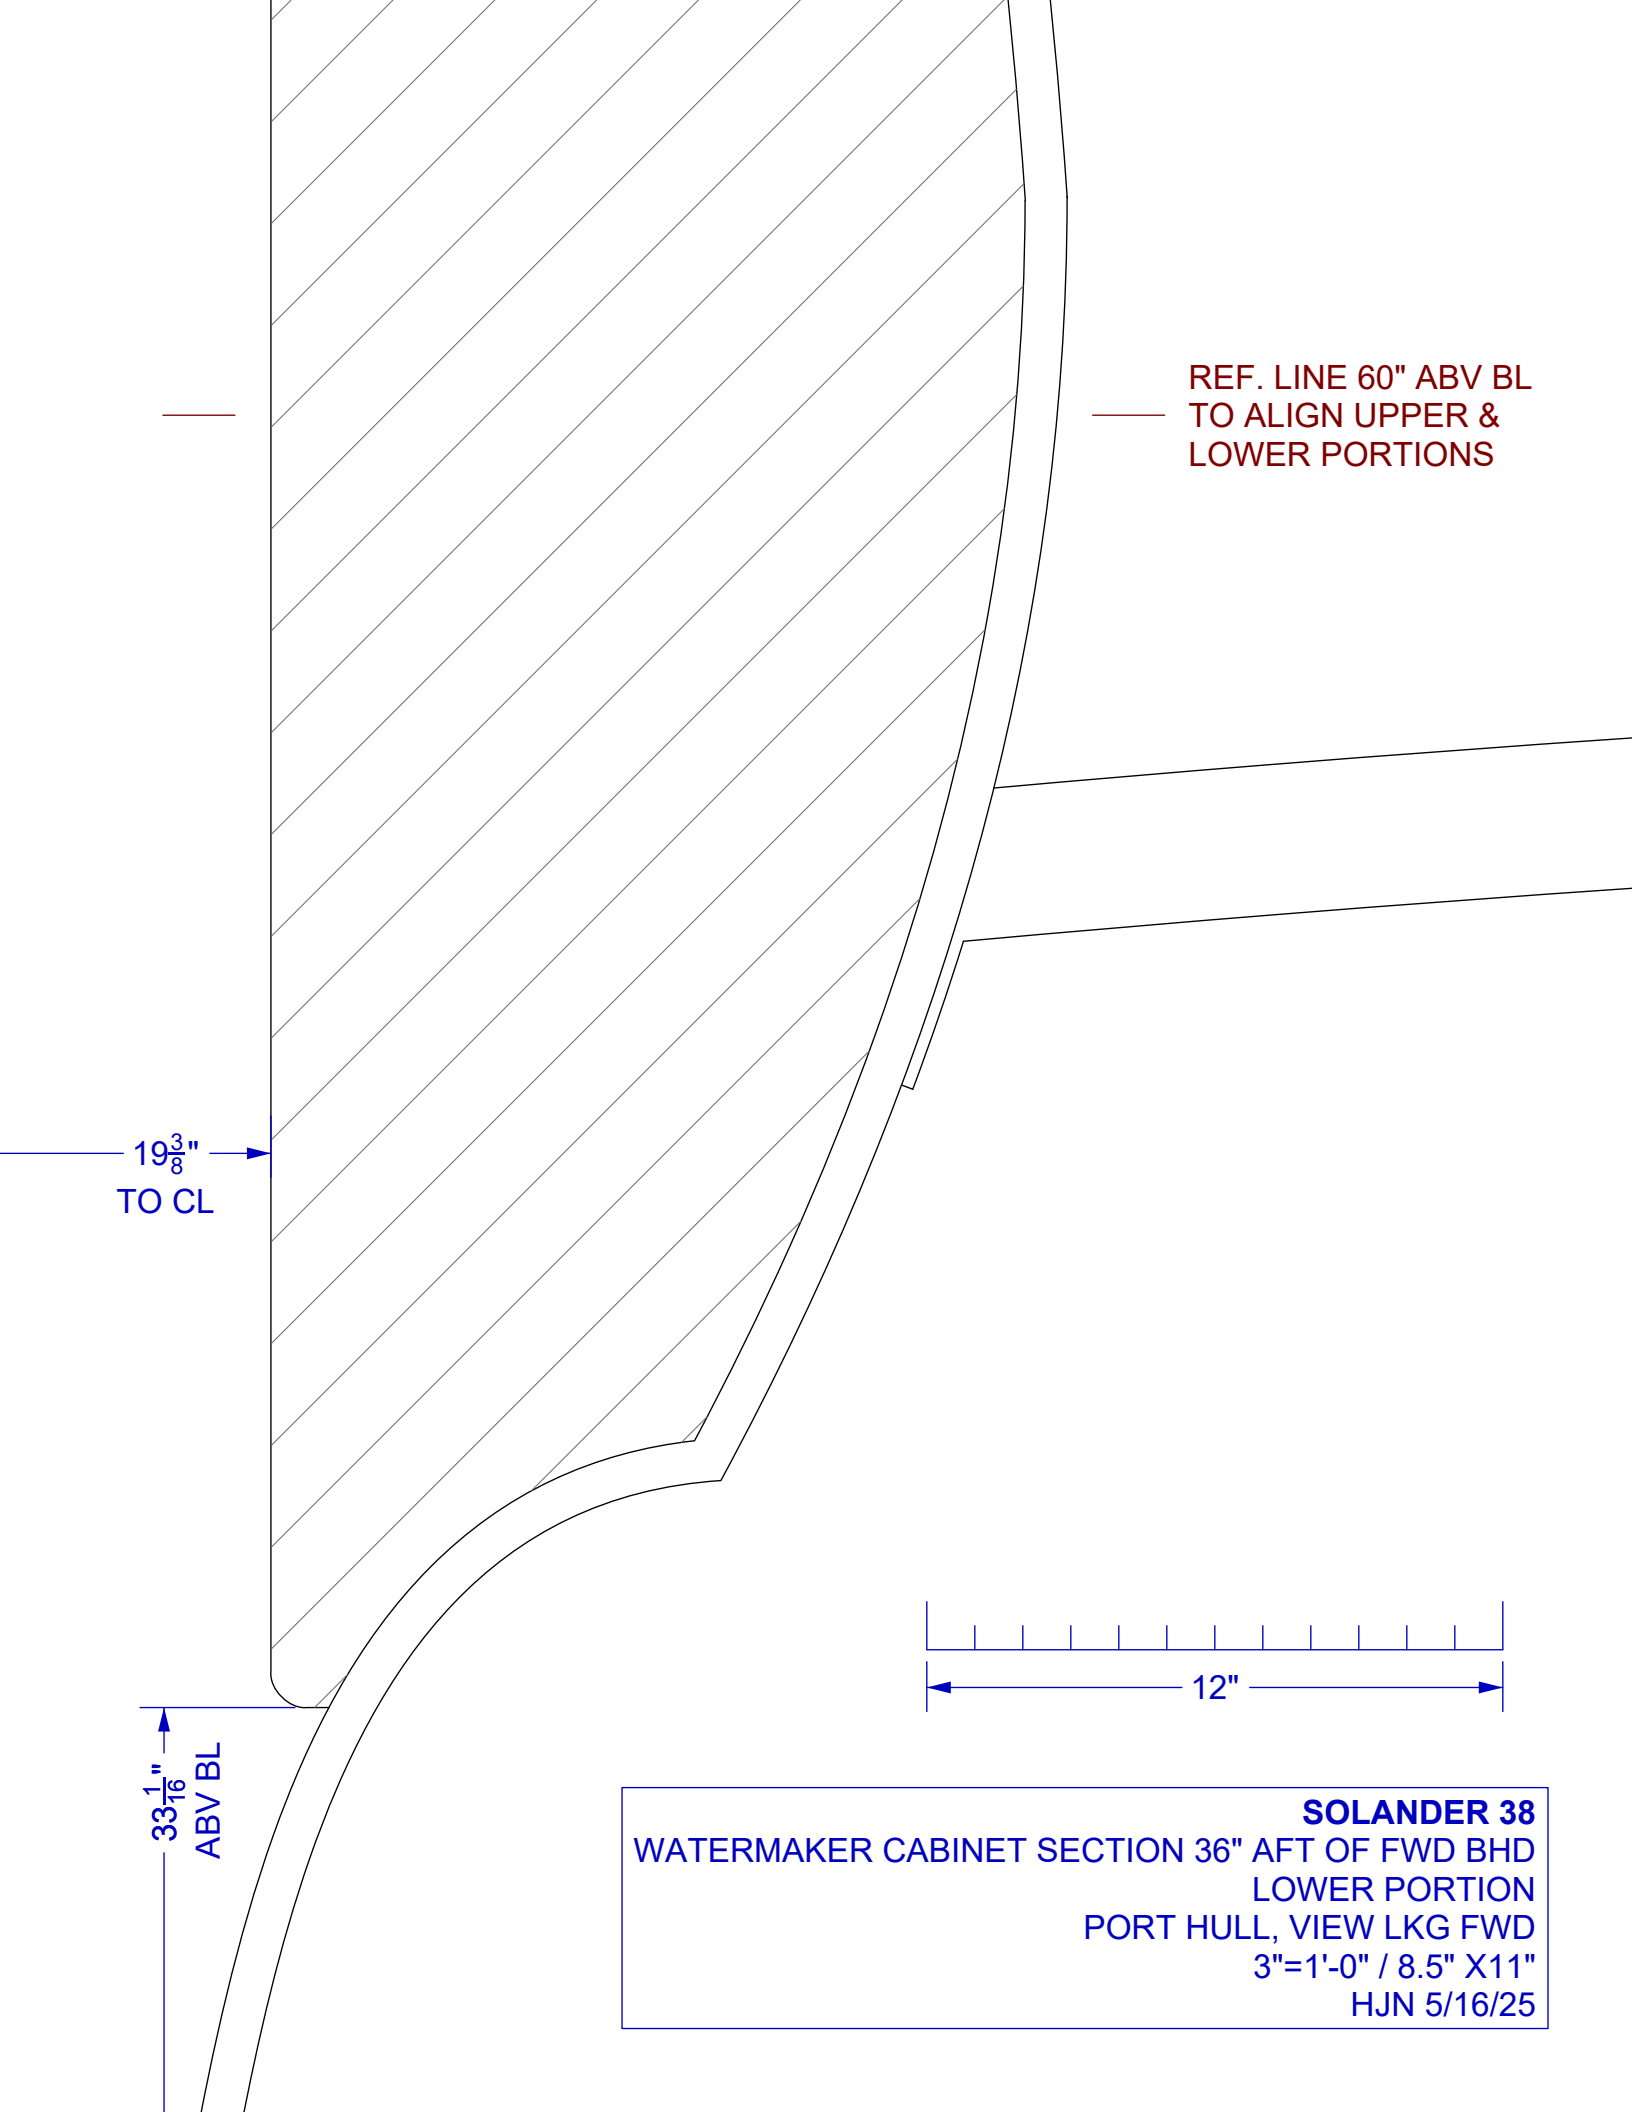 REF. LINE 60" ABV BL
TO ALIGN UPPER &
LOWER PORTIONS
19 3/8"
TO CL
12"
33 1/16"
ABV BL
SOLANDER 38
WATERMAKER CABINET SECTION 36" AFT OF FWD BHD
LOWER PORTION
PORT HULL, VIEW LKG FWD
3"=1'-0" / 8.5" X11"
HJN 5/16/25